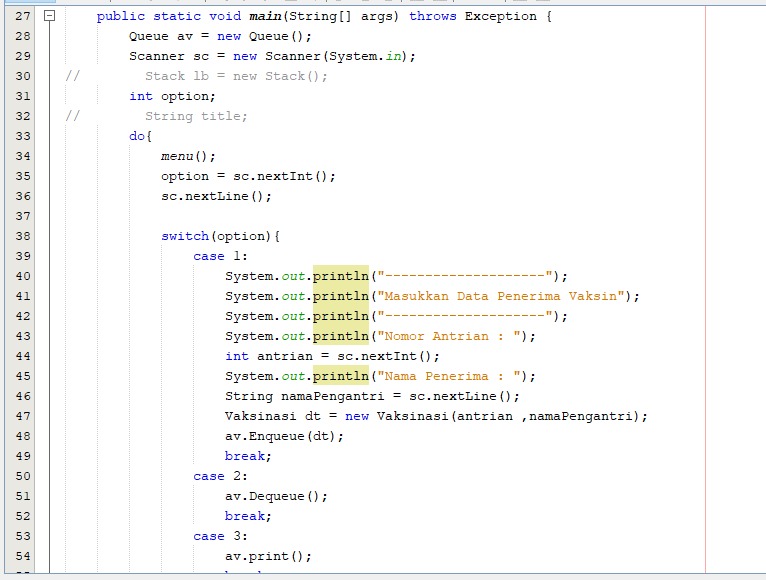 27 public static void main(String[] args) throws Exception {
28 Queue av = new Queue();
29 Scanner sc = new Scanner(System.in);
30 // Stack lb = new Stack();
31 int option;
32 // String title;
33 do{
34 menu();
35 option = sc.nextInt();
36 sc.nextLine();
37
38 switch(option){
39 case 1:
40 System.out.println("--------------------");
41 System.out.println("Masukkan Data Penerima Vaksin");
42 System.out.println("--------------------");
43 System.out.println("Nomor Antrian : ");
44 int antrian = sc.nextInt();
45 System.out.println("Nama Penerima : ");
46 String namaPengantri = sc.nextLine();
47 Vaksinasi dt = new Vaksinasi(antrian ,namaPengantri);
48 av.Enqueue(dt);
49 break;
50 case 2:
51 av.Dequeue();
52 break;
53 case 3:
54 av.print();